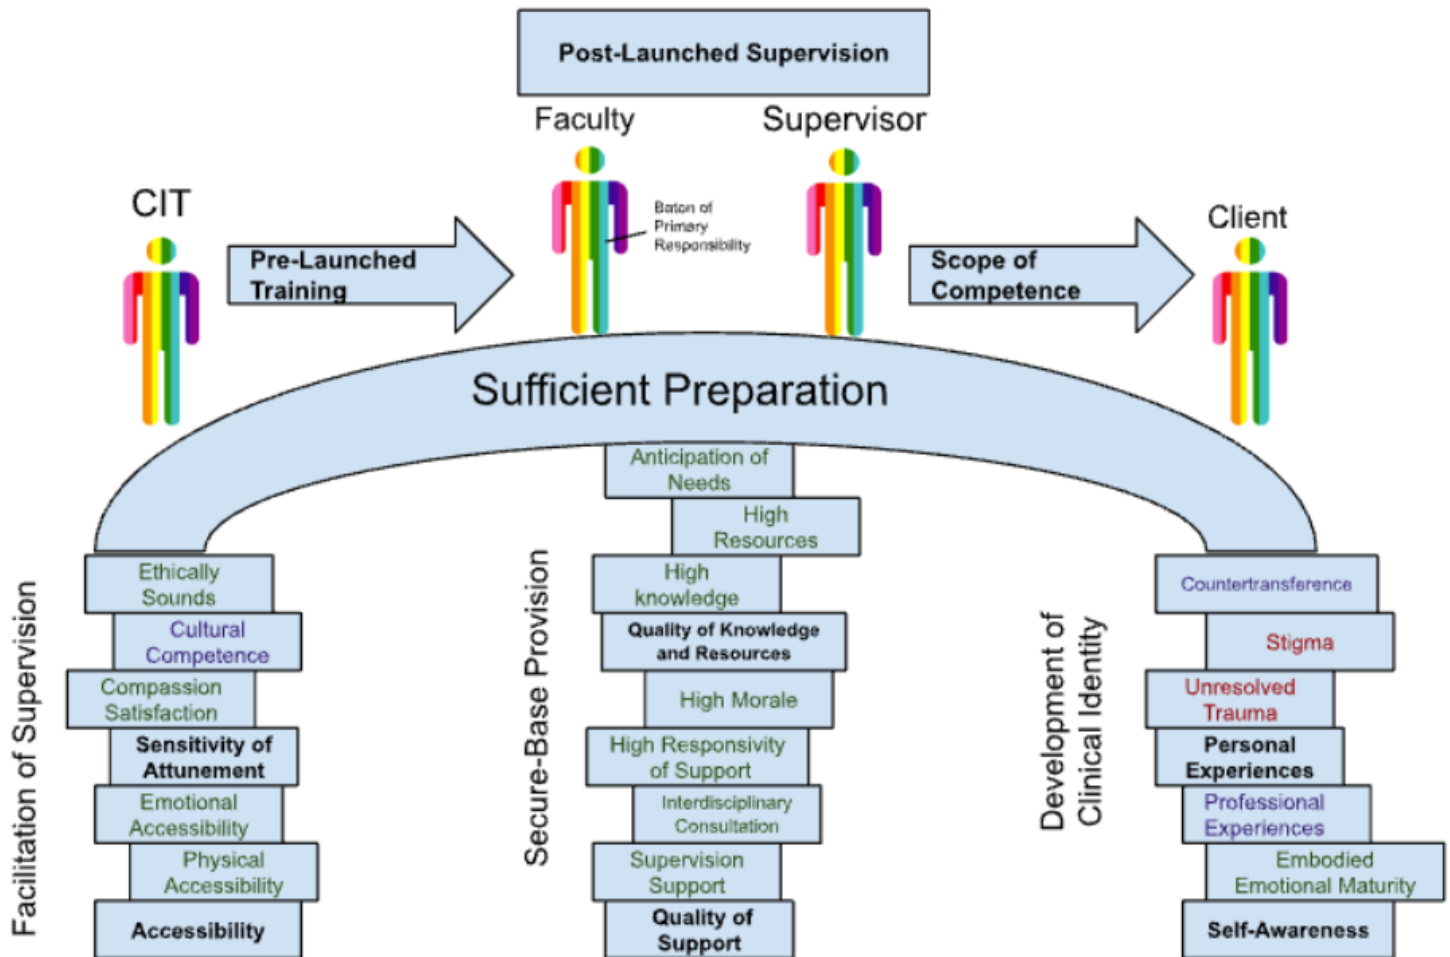 Post-Launched Supervision
Faculty
Supervisor
CIT
Client
Baton of
Primary
Responsibility
Pre-Launched
Training
Scope of
Competence
Sufficient Preparation
Facilitation of Supervision
Ethically
Sounds
Cultural
Competence
Compassion
Satisfaction
Sensitivity of
Attunement
Emotional
Accessibility
Physical
Accessibility
Accessibility
Secure-Base Provision
Anticipation of
Needs
High
Resources
High
knowledge
Quality of Knowledge
and Resources
High Morale
High Responsivity
of Support
Interdisciplinary
Consultation
Supervision
Support
Quality of
Support
Development of
Clinical Identity
Countertransference
Stigma
Unresolved
Trauma
Personal
Experiences
Professional
Experiences
Embodied
Emotional Maturity
Self-Awareness